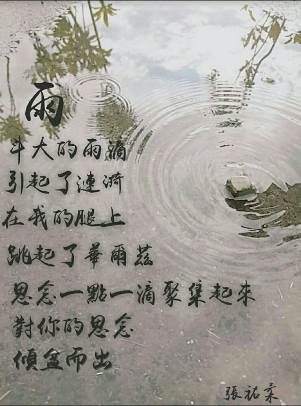 雨
斗大的雨滴
引起了漣漪
在我的腿上
跳起了華爾茲
思念一點一滴聚集起來
對你的思念
傾盆而出
張祐